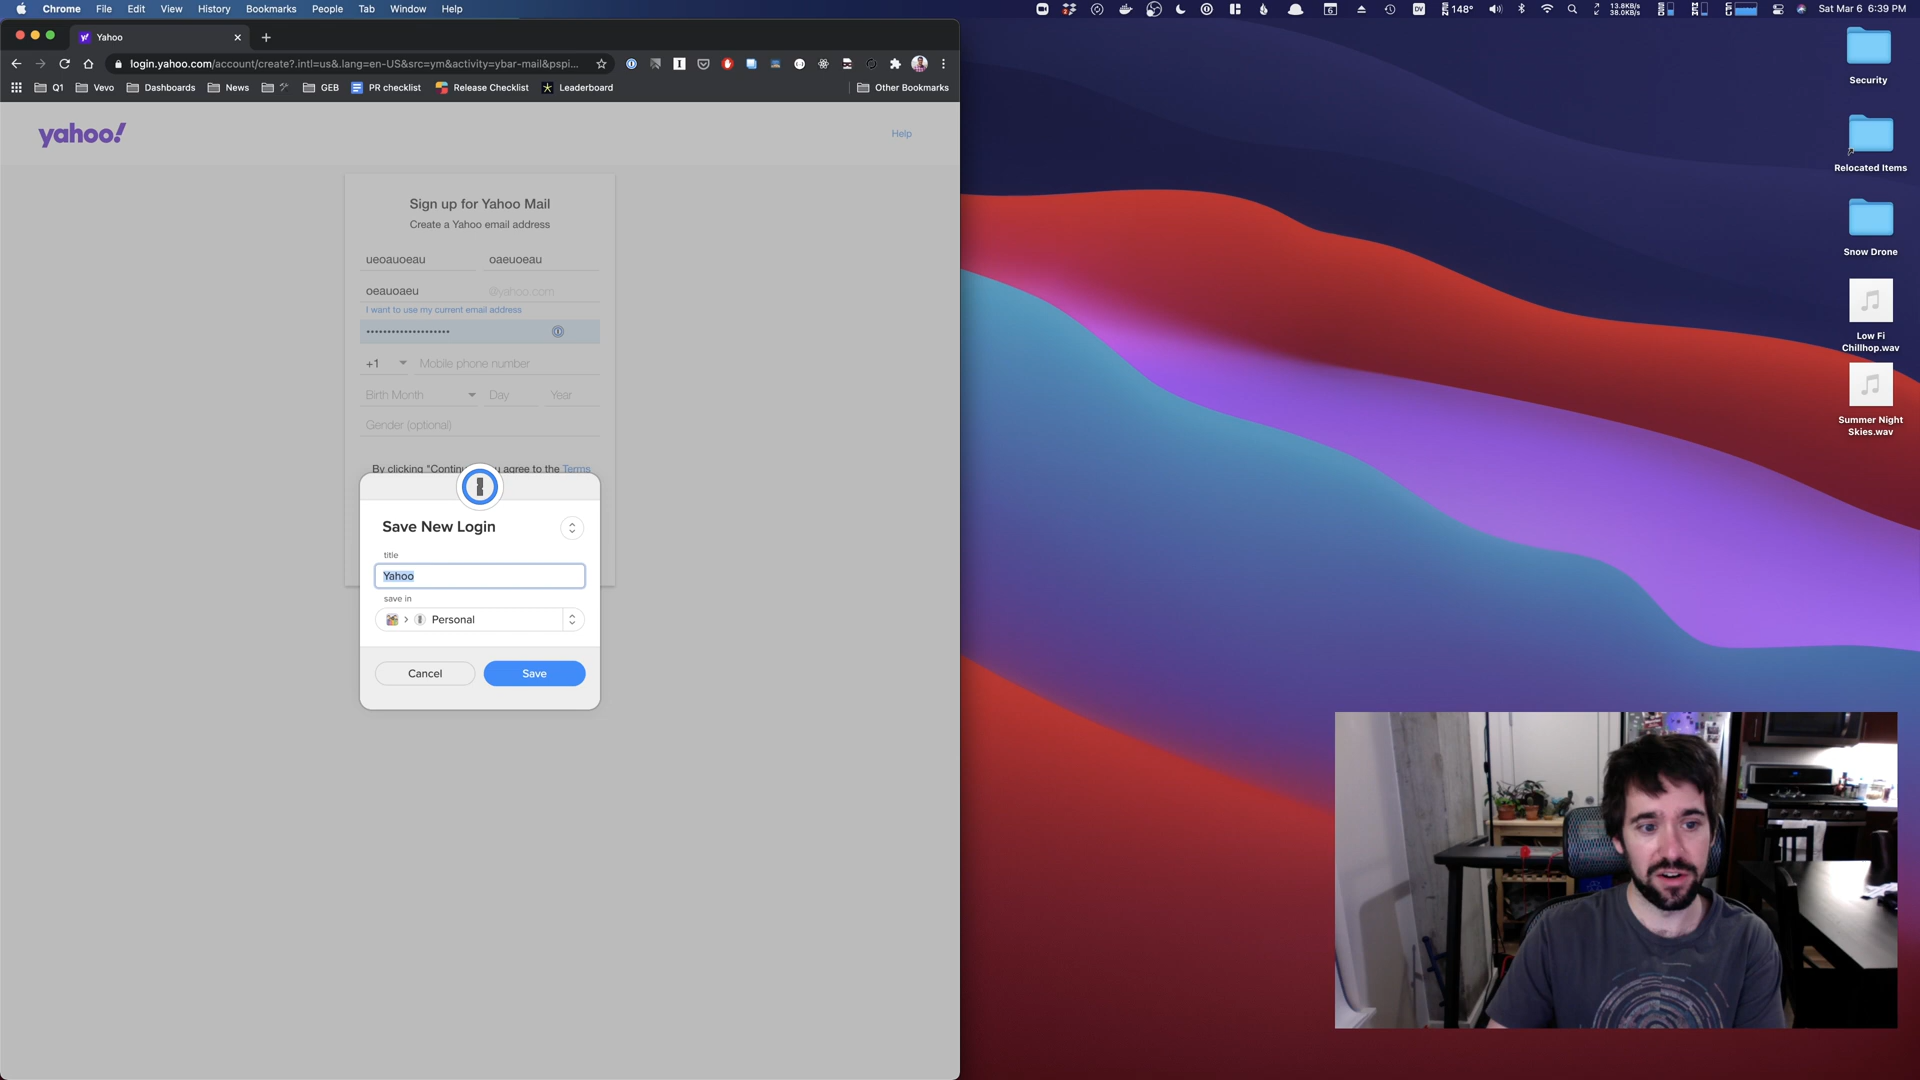 Chrome File Edit View History Bookmarks People Tab Window Help
148° 13.8KB/s 38.0KB/s Sat Mar 6 6:39 PM
Yahoo
login.yahoo.com/account/create?.intl=us&.lang=en-US&src=ym&activity=ybar-mail&pspi...
Q1 Vevo Dashboards News GEB PR checklist Release Checklist Leaderboard Other Bookmarks
yahoo!
Help
Sign up for Yahoo Mail
Create a Yahoo email address
ueoauoeau oaeuoeau
oeauoaeu @yahoo.com
I want to use my current email address
+1 Mobile phone number
Birth Month Day Year
Gender (optional)
By clicking "Contin u agree to the Terms
Save New Login
title
Yahoo
save in
Personal
Cancel Save
Security
Relocated Items
Snow Drone
Low Fi
Chillhop.wav
Summer Night
Skies.wav